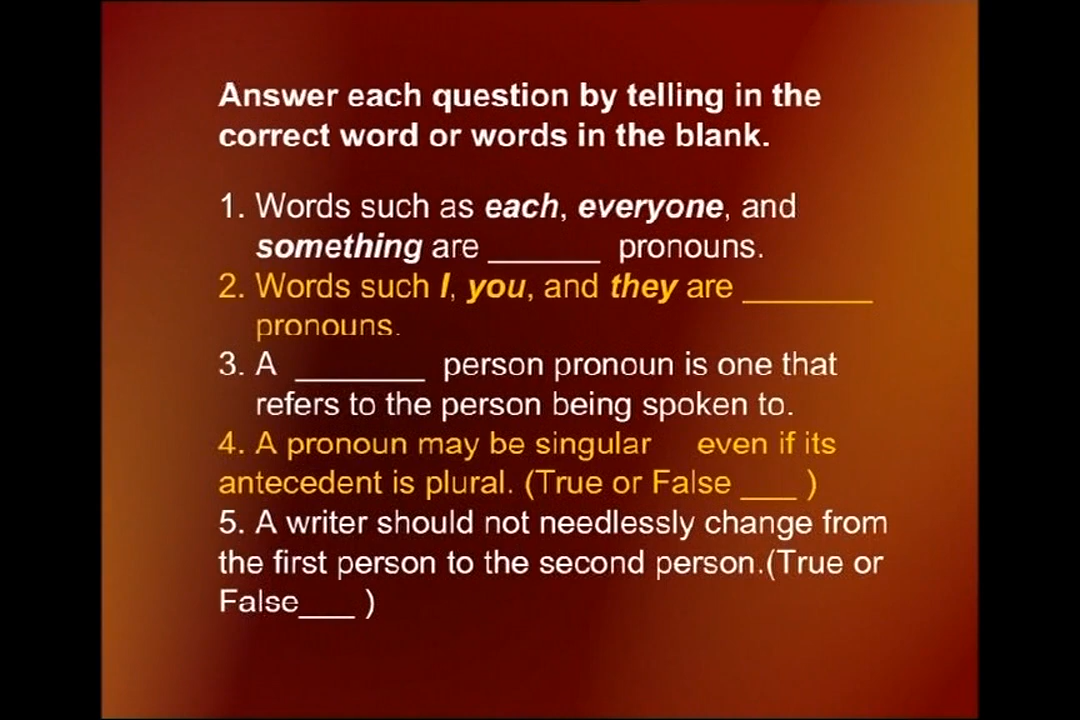 Answer each question by telling in the
correct word or words in the blank.
1. Words such as each, everyone, and
something are ______ pronouns.
2. Words such I, you, and they are _______
pronouns.
3. A _______ person pronoun is one that
refers to the person being spoken to.
4. A pronoun may be singular even if its
antecedent is plural. (True or False ___ )
5. A writer should not needlessly change from
the first person to the second person.(True or
False___ )